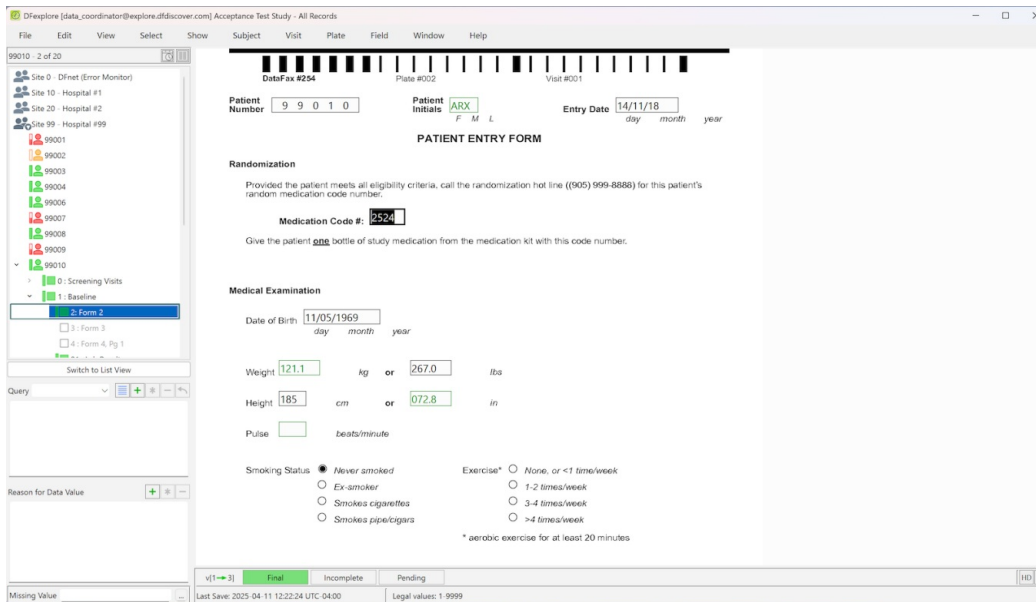 DFexplore [data_coordinator@explore.dfdiscover.com] Acceptance Test Study - All Records
File Edit View Select Show Subject Visit Plate Field Window Help
99010 - 2 of 20
Site 0 - DFnet (Error Monitor)
Site 10 - Hospital #1
Site 20 - Hospital #2
Site 99 - Hospital #99
99001
99002
99003
99004
99006
99007
99008
99009
99010
0 : Screening Visits
1 : Baseline
2: Form 2
3 : Form 3
4 : Form 4, Pg 1
Switch to List View
Query
Reason for Data Value
Missing Value
DataFax #254 Plate #002 Visit #001
Patient Number 9 9 0 1 0 Patient Initials ARX Entry Date 14/11/18
F M L day month year
PATIENT ENTRY FORM
Randomization
Provided the patient meets all eligibility criteria, call the randomization hot line ((905) 999-8888) for this patient's
random medication code number.
Medication Code #: 2524
Give the patient one bottle of study medication from the medication kit with this code number.
Medical Examination
Date of Birth 11/05/1969
day month year
Weight 121.1 kg or 267.0 lbs
Height 185 cm or 072.8 in
Pulse beats/minute
Smoking Status Never smoked Exercise* None, or <1 time/week
Ex-smoker 1-2 times/week
Smokes cigarettes 3-4 times/week
Smokes pipe/cigars >4 times/week
* aerobic exercise for at least 20 minutes
v[1→3] Final Incomplete Pending HD
Last Save: 2025-04-11 12:22:24 UTC-04:00 Legal values: 1-9999